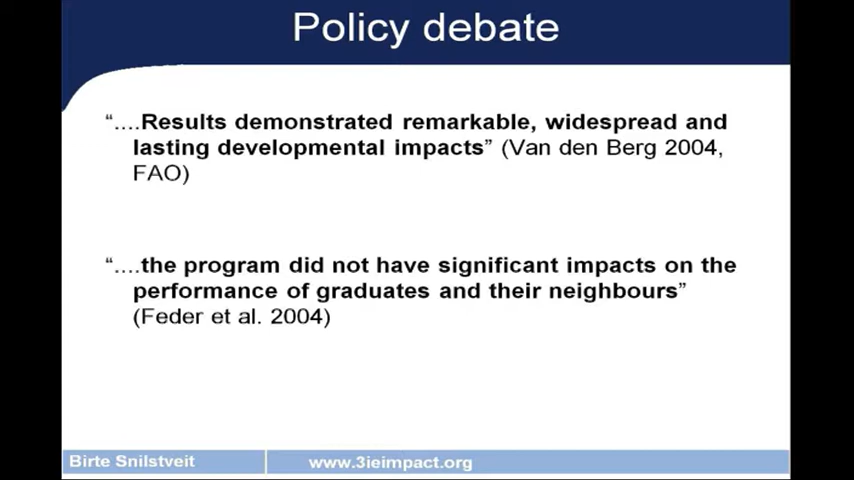 Policy debate
“....Results demonstrated remarkable, widespread and
lasting developmental impacts” (Van den Berg 2004,
FAO)
“....the program did not have significant impacts on the
performance of graduates and their neighbours”
(Feder et al. 2004)
Birte Snilstveit
www.3ieimpact.org